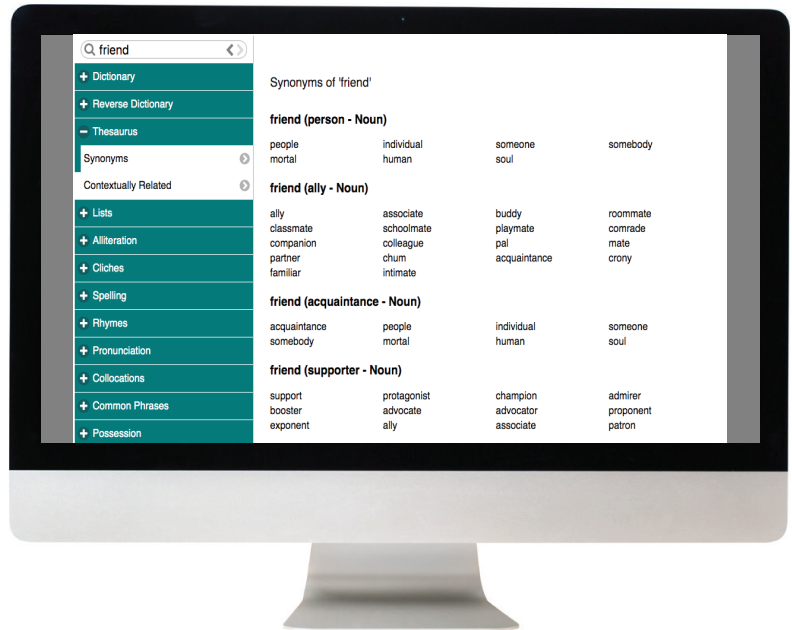 friend
Dictionary
Reverse Dictionary
Thesaurus
Synonyms
Contextually Related
Lists
Alliteration
Cliches
Spelling
Rhymes
Pronunciation
Collocations
Common Phrases
Possession
Synonyms of 'friend'
friend (person - Noun)
people individual someone somebody
mortal human soul
friend (ally - Noun)
ally associate buddy roommate
classmate schoolmate playmate comrade
companion colleague pal mate
partner chum acquaintance crony
familiar intimate
friend (acquaintance - Noun)
acquaintance people individual someone
somebody mortal human soul
friend (supporter - Noun)
support protagonist champion admirer
booster advocate advocator proponent
exponent ally associate patron